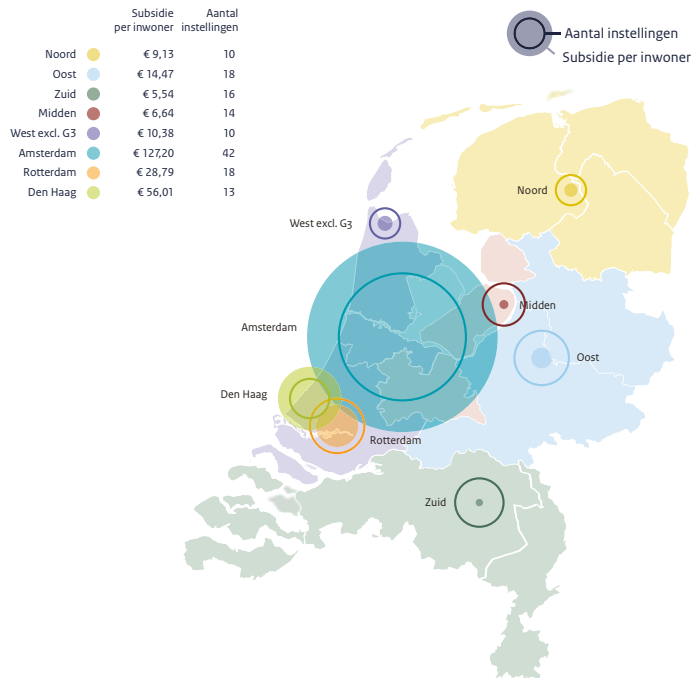 Subsidie Aantal
per inwoner instellingen
Noord € 9,13 10
Oost € 14,47 18
Zuid € 5,54 16
Midden € 6,64 14
West excl. G3 € 10,38 10
Amsterdam € 127,20 42
Rotterdam € 28,79 18
Den Haag € 56,01 13
Aantal instellingen
Subsidie per inwoner
Noord
West excl. G3
Midden
Amsterdam
Oost
Den Haag
Rotterdam
Zuid